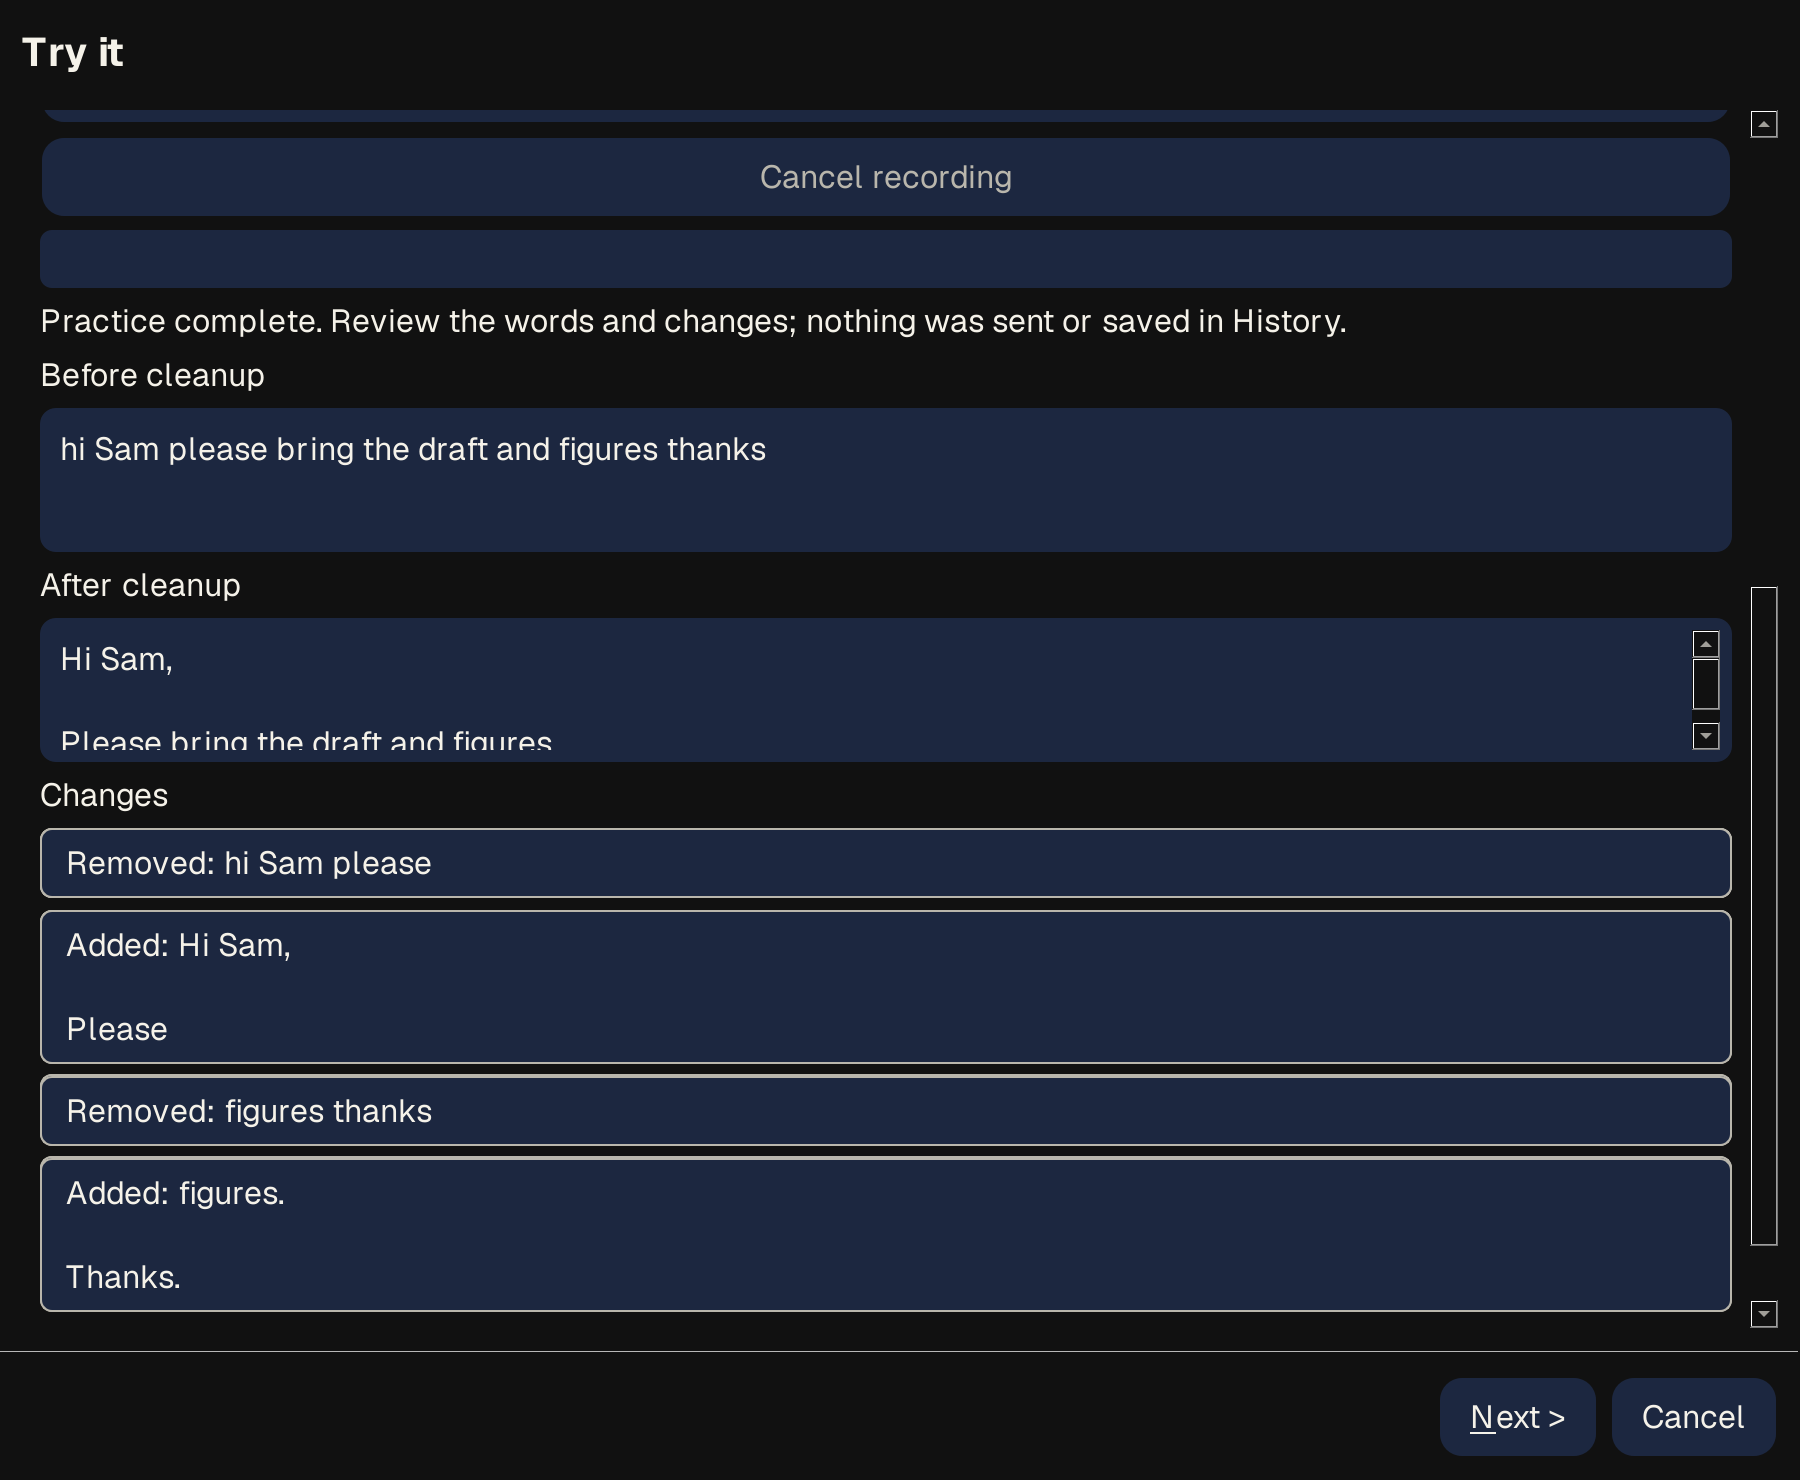 Try it
Cancel recording
Practice complete. Review the words and changes; nothing was sent or saved in History.
Before cleanup
hi Sam please bring the draft and figures thanks
After cleanup
Hi Sam,
Please bring the draft and figures
Changes
Removed: hi Sam please
Added: Hi Sam,
Please
Removed: figures thanks
Added: figures.
Thanks.
Next >
Cancel